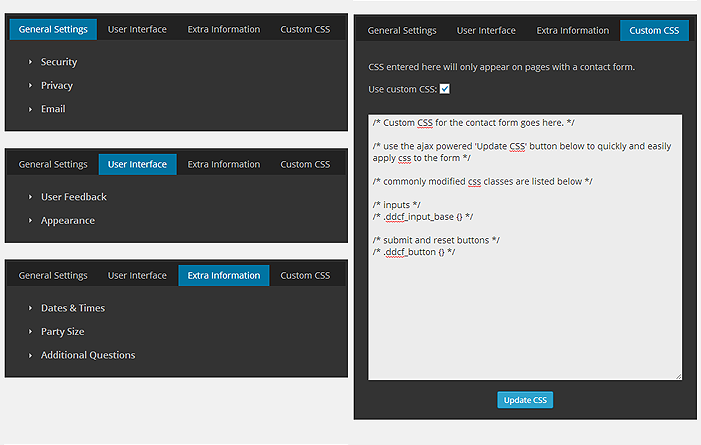 General Settings User Interface Extra Information Custom CSS
Security
Privacy
Email
General Settings User Interface Extra Information Custom CSS
User Feedback
Appearance
General Settings User Interface Extra Information Custom CSS
Dates & Times
Party Size
Additional Questions
General Settings User Interface Extra Information Custom CSS
CSS entered here will only appear on pages with a contact form.
Use custom CSS:
/* Custom CSS for the contact form goes here. */
/* use the ajax powered 'Update CSS' button below to quickly and easily
apply css to the form */
/* commonly modified css classes are listed below */
/* inputs */
/* .ddcf_input_base {} */
/* submit and reset buttons */
/* .ddcf_button {} */
Update CSS